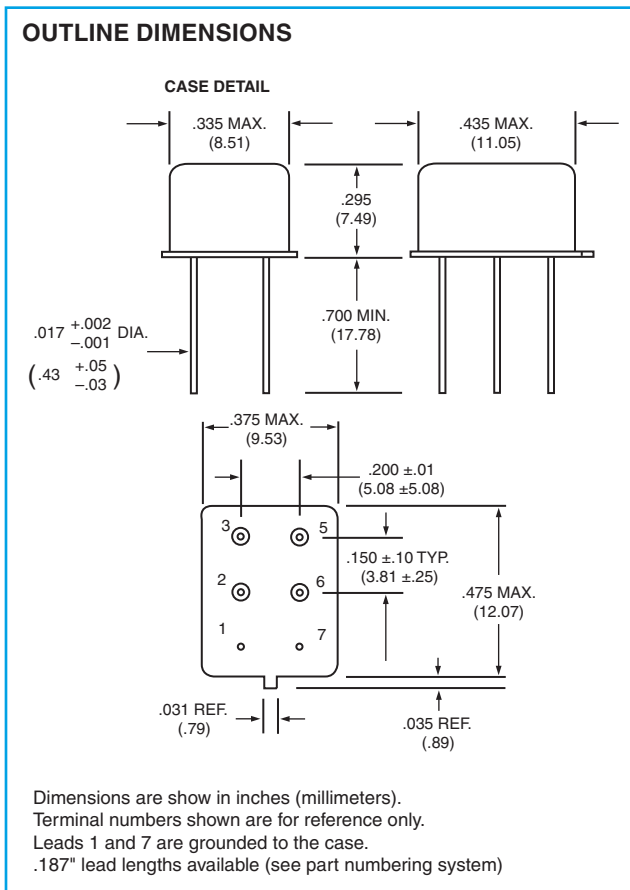 OUTLINE DIMENSIONS
CASE DETAIL
.335 MAX.
(8.51)
.435 MAX.
(11.05)
.295
(7.49)
.700 MIN.
(17.78)
.017 +.002 –.001 DIA.
(.43 +.05 –.03)
.375 MAX.
(9.53)
.200 ±.01
(5.08 ±5.08)
3
5
.150 ±.10 TYP.
(3.81 ±.25)
2
6
.475 MAX.
(12.07)
1
7
.031 REF.
(.79)
.035 REF.
(.89)
Dimensions are show in inches (millimeters).
Terminal numbers shown are for reference only.
Leads 1 and 7 are grounded to the case.
.187" lead lengths available (see part numbering system)